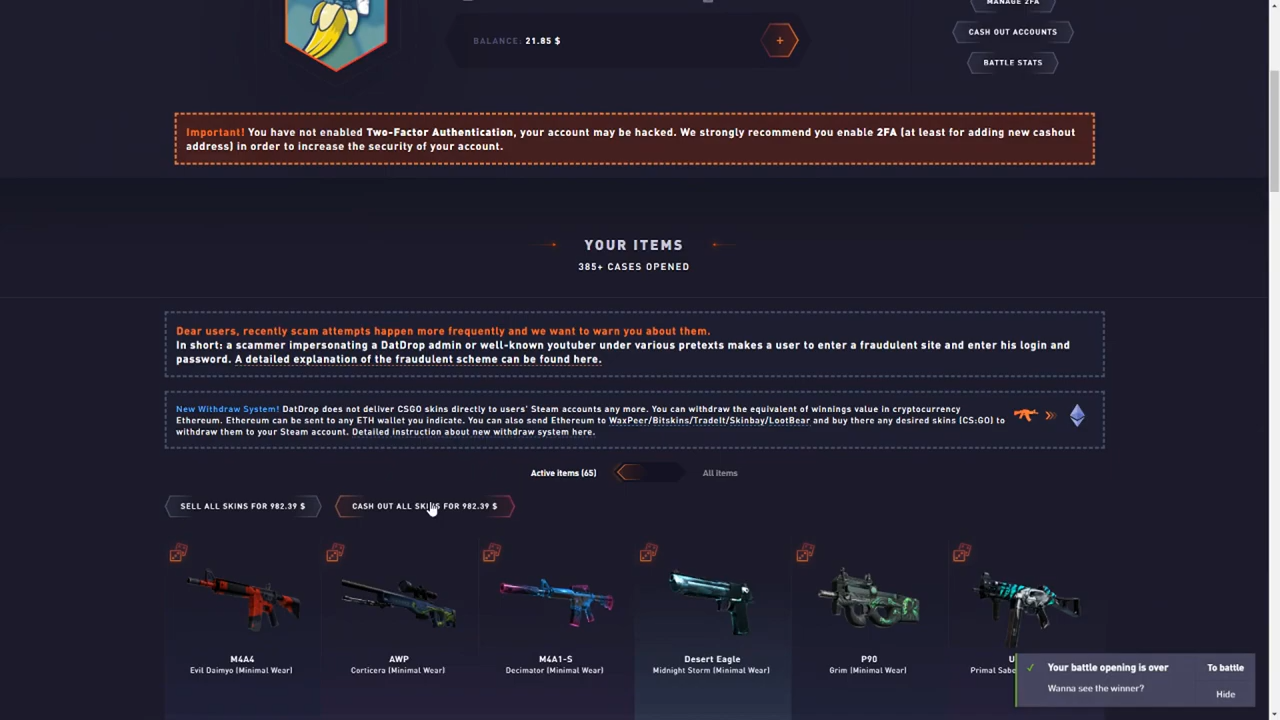 MANAGE 2FA
BALANCE: 21.85 $
+
CASH OUT ACCOUNTS
BATTLE STATS
Important! You have not enabled Two-Factor Authentication, your account may be hacked. We strongly recommend you enable 2FA (at least for adding new cashout
address) in order to increase the security of your account.
YOUR ITEMS
385+ CASES OPENED
Dear users, recently scam attempts happen more frequently and we want to warn you about them.
In short: a scammer impersonating a DatDrop admin or well-known youtuber under various pretexts makes a user to enter a fraudulent site and enter his login and
password. A detailed explanation of the fraudulent scheme can be found here.
New Withdraw System! DatDrop does not deliver CSGO skins directly to users' Steam accounts any more. You can withdraw the equivalent of winnings value in cryptocurrency
Ethereum. Ethereum can be sent to any ETH wallet you indicate. You can also send Ethereum to WaxPeer/Bitskins/TradeIt/Skinbay/LootBear and buy there any desired skins (CS:GO) to
withdraw them to your Steam account. Detailed instruction about new withdraw system here.
Active items (65)
All items
SELL ALL SKINS FOR 982.39 $
CASH OUT ALL SKINS FOR 982.39 $
M4A4
Evil Daimyo (Minimal Wear)
AWP
Corticera (Minimal Wear)
M4A1-S
Decimator (Minimal Wear)
Desert Eagle
Midnight Storm (Minimal Wear)
P90
Grim (Minimal Wear)
Primal
Your battle opening is over
To battle
Wanna see the winner?
Hide